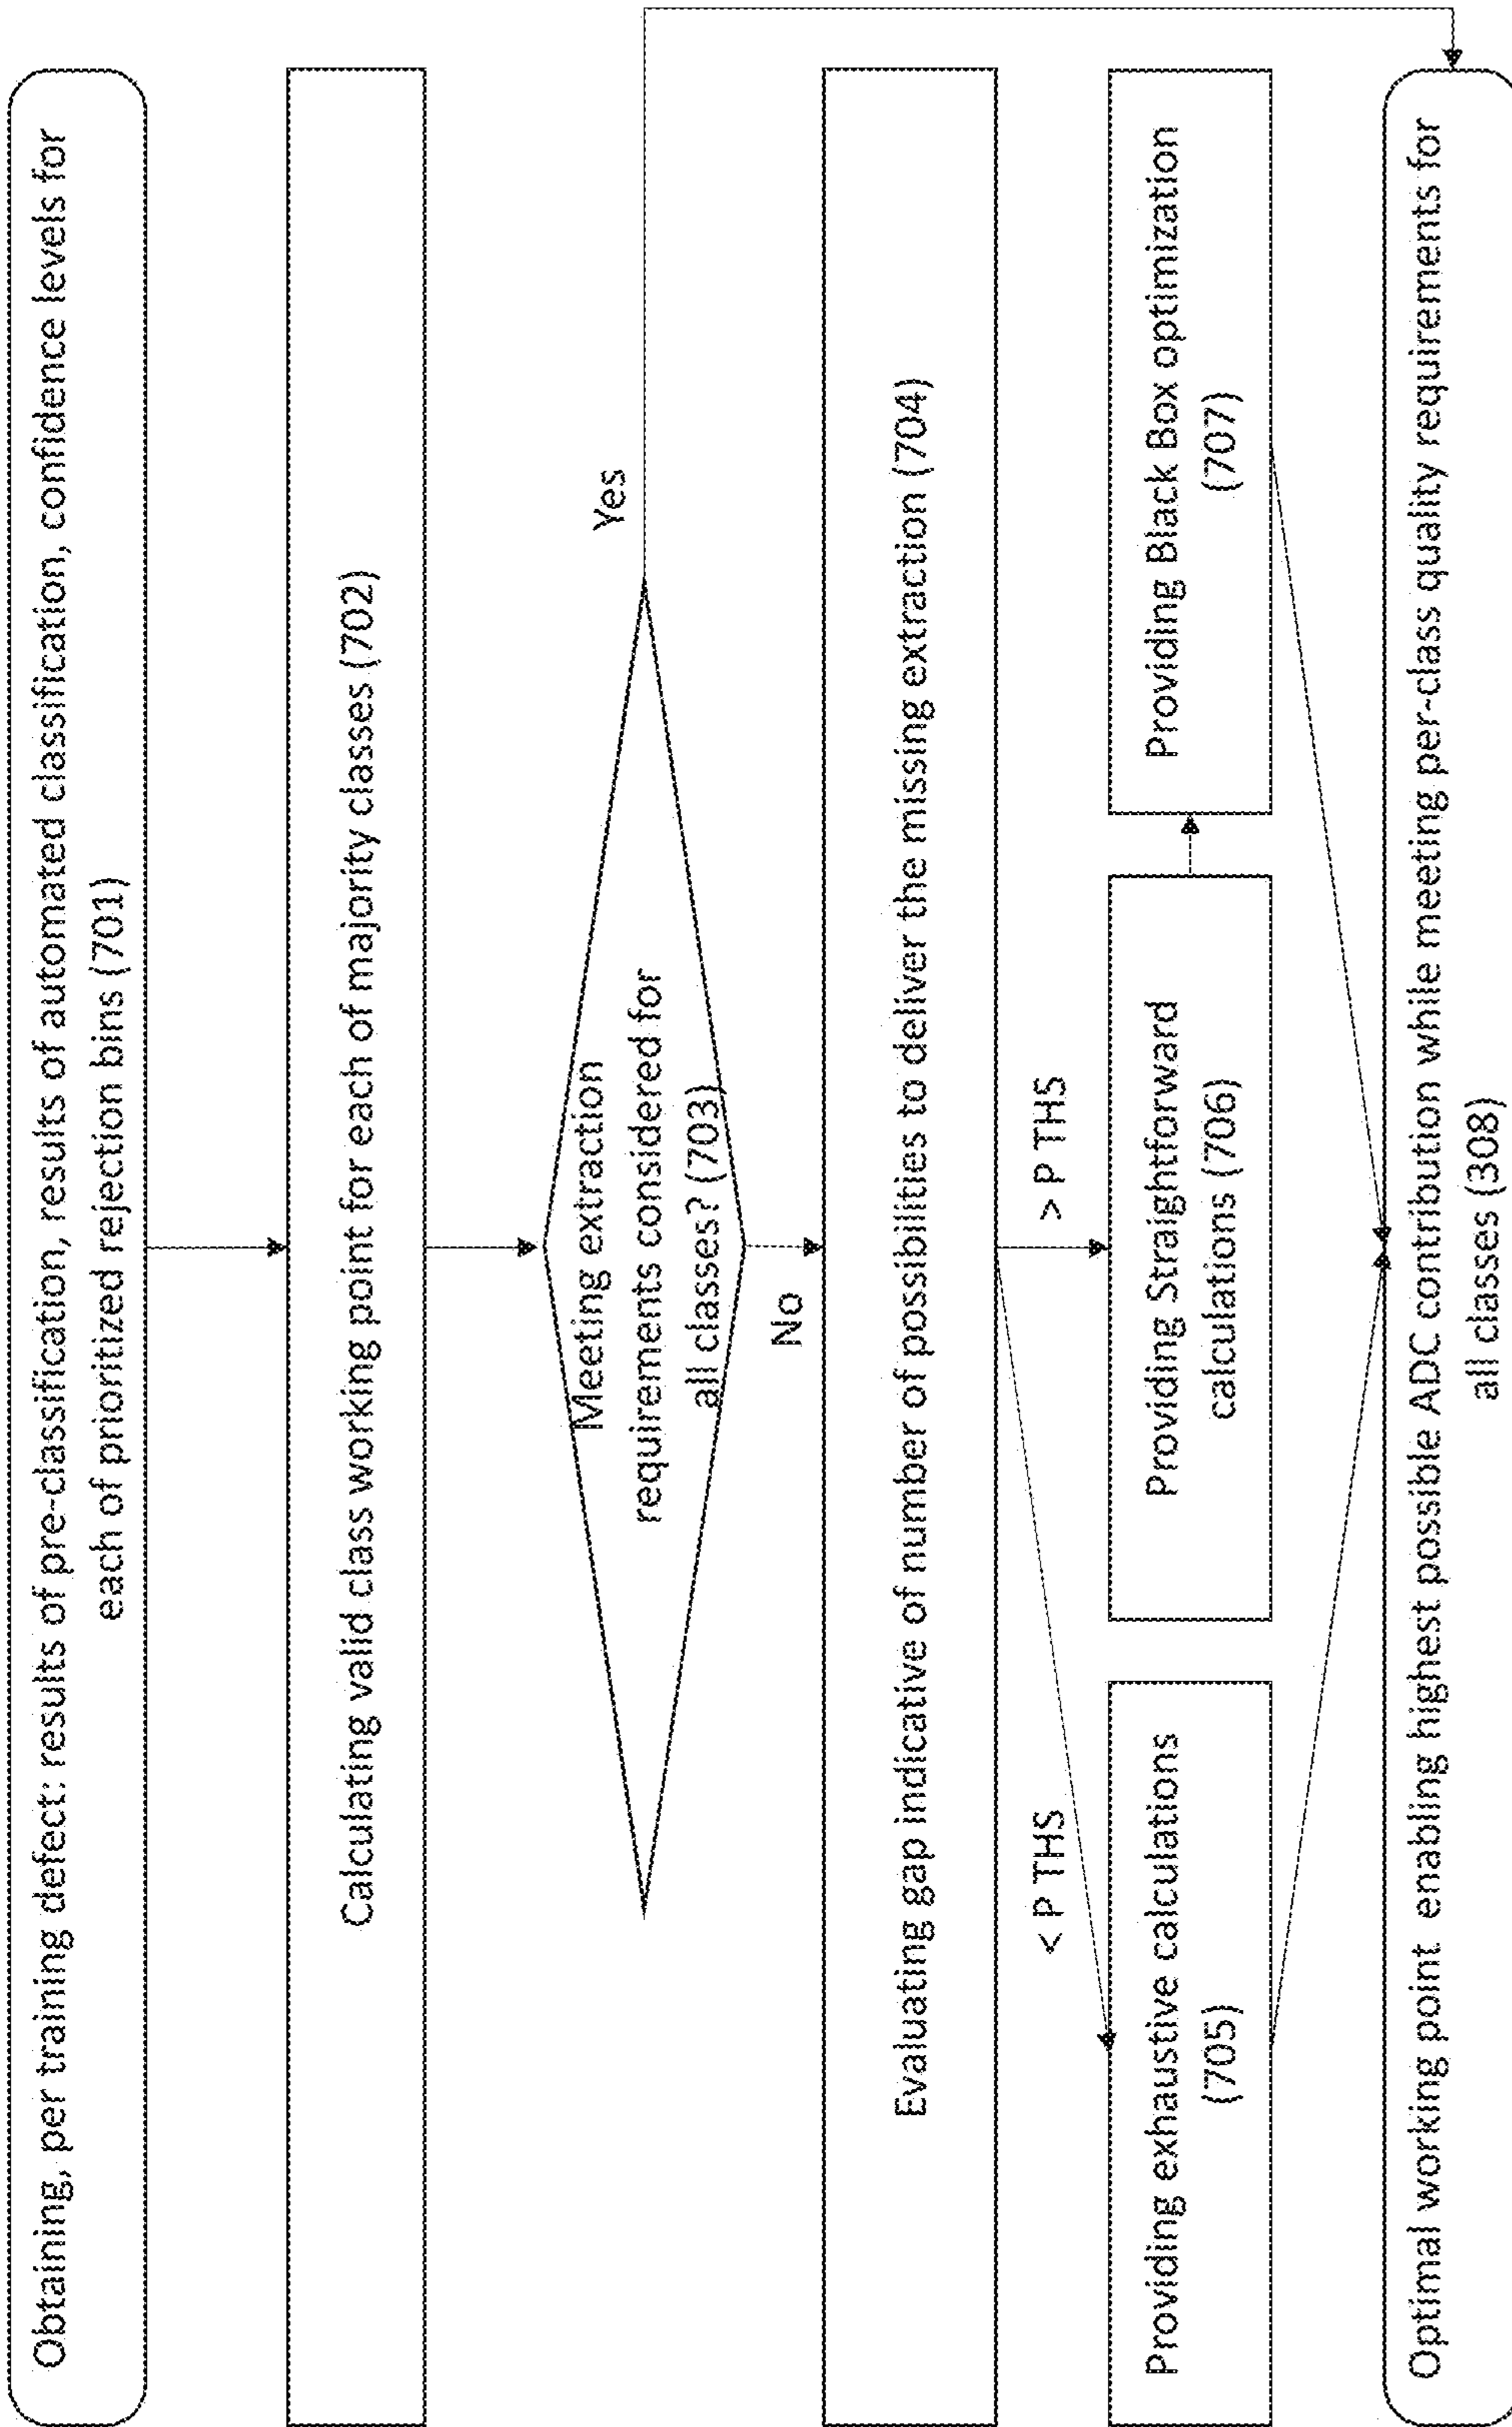 Obtaining, per training defect: results of pre-classification, results of automated classification, confidence levels for
each of prioritized rejection bins (701)
Calculating valid class working point for each of majority classes (702)
Meeting extraction
requirements considered for
all classes? (703)
Yes
No
Evaluating gap indicative of number of possibilities to deliver the missing extraction (704)
< P THS
> P THS
Providing exhaustive calculations
(705)
Providing Straightforward
calculations (706)
Providing Black Box optimization
(707)
Optimal working point enabling highest possible ADC contribution while meeting per-class quality requirements for
all classes (308)